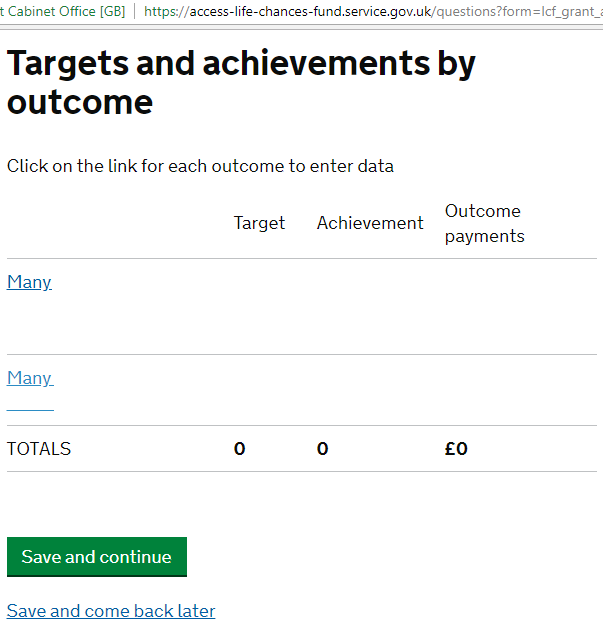 t Cabinet Office [GB] | https://access-life-chances-fund.service.gov.uk/questions?form=lcf_grant_
Targets and achievements by
outcome
Click on the link for each outcome to enter data
Target Achievement Outcome
payments
Many
Many
TOTALS 0 0 £0
Save and continue
Save and come back later